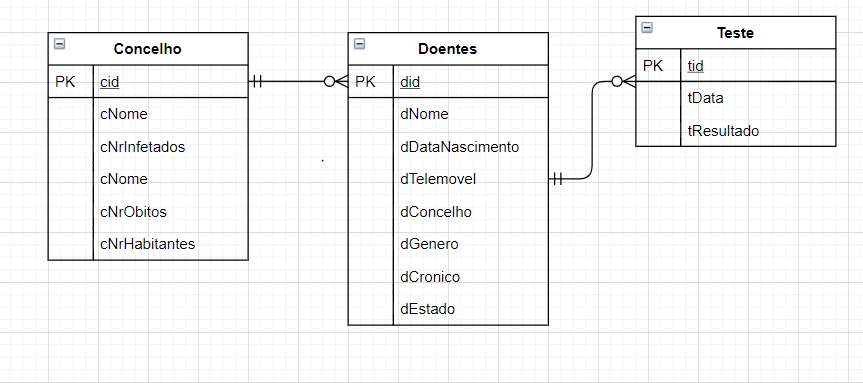 Concelho
PK cid
cNome
cNrInfetados
cNome
cNrObitos
cNrHabitantes
Doentes
PK did
dNome
dDataNascimento
dTelemovel
dConcelho
dGenero
dCronico
dEstado
Teste
PK tid
tData
tResultado